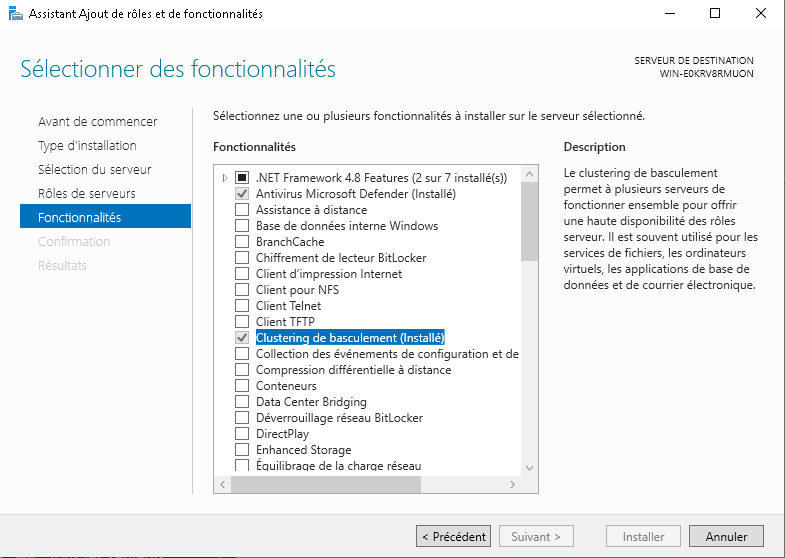 Assistant Ajout de rôles et de fonctionnalités
Sélectionner des fonctionnalités
SERVEUR DE DESTINATION
WIN-E0KRV8RMUON
Avant de commencer
Type d'installation
Sélection du serveur
Rôles de serveurs
Fonctionnalités
Confirmation
Résultats
Sélectionnez une ou plusieurs fonctionnalités à installer sur le serveur sélectionné.
Fonctionnalités
.NET Framework 4.8 Features (2 sur 7 installé(s))
Antivirus Microsoft Defender (Installé)
Assistance à distance
Base de données interne Windows
BranchCache
Chiffrement de lecteur BitLocker
Client d'impression Internet
Client pour NFS
Client Telnet
Client TFTP
Clustering de basculement (Installé)
Collection des événements de configuration et de
Compression différentielle à distance
Conteneurs
Data Center Bridging
Déverrouillage réseau BitLocker
DirectPlay
Enhanced Storage
Équilibrage de la charge réseau
Description
Le clustering de basculement
permet à plusieurs serveurs de
fonctionner ensemble pour offrir
une haute disponibilité des rôles
serveur. Il est souvent utilisé pour les
services de fichiers, les ordinateurs
virtuels, les applications de base de
données et de courrier électronique.
< Précédent
Suivant >
Installer
Annuler